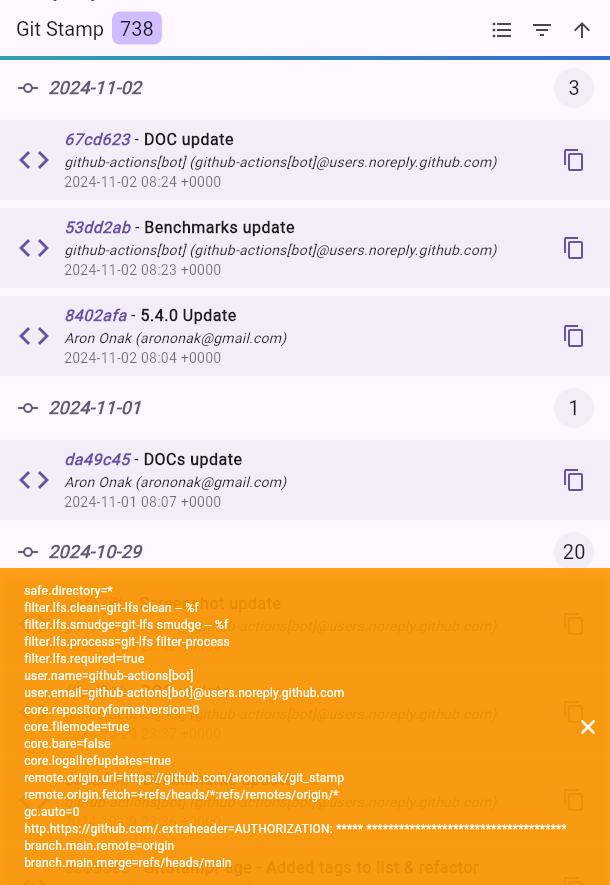 Git Stamp 738
2024-11-02 3
67cd623 - DOC update
github-actions[bot] (github-actions[bot]@users.noreply.github.com)
2024-11-02 08:24 +0000
53dd2ab - Benchmarks update
github-actions[bot] (github-actions[bot]@users.noreply.github.com)
2024-11-02 08:23 +0000
8402afa - 5.4.0 Update
Aron Onak (arononak@gmail.com)
2024-11-02 08:04 +0000
2024-11-01 1
da49c45 - DOCs update
Aron Onak (arononak@gmail.com)
2024-11-01 08:07 +0000
2024-10-29 20
safe.directory=*
filter.lfs.clean=git-lfs clean -- %f
filter.lfs.smudge=git-lfs smudge -- %f
filter.lfs.process=git-lfs filter-process
filter.lfs.required=true
user.name=github-actions[bot]
user.email=github-actions[bot]@users.noreply.github.com
core.repositoryformatversion=0
core.filemode=true
core.bare=false
core.logallrefupdates=true
remote.origin.url=https://github.com/arononak/git_stamp
remote.origin.fetch=+refs/heads/*:refs/remotes/origin/*
gc.auto=0
http.https://github.com/.extraheader=AUTHORIZATION: ***** ************************************
branch.main.remote=origin
branch.main.merge=refs/heads/main
- Added tags to list & refactor